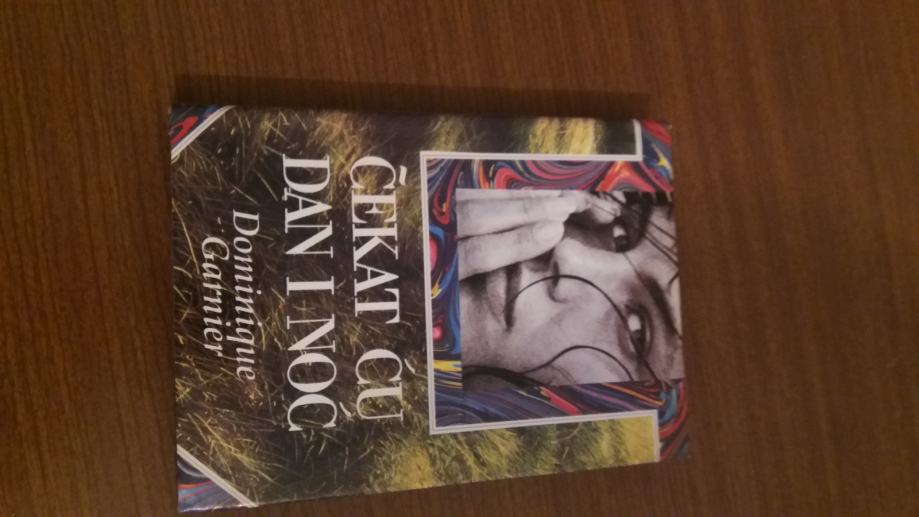 ČEKAT ĆU
DAN I NOĆ
Dominique
Garnier